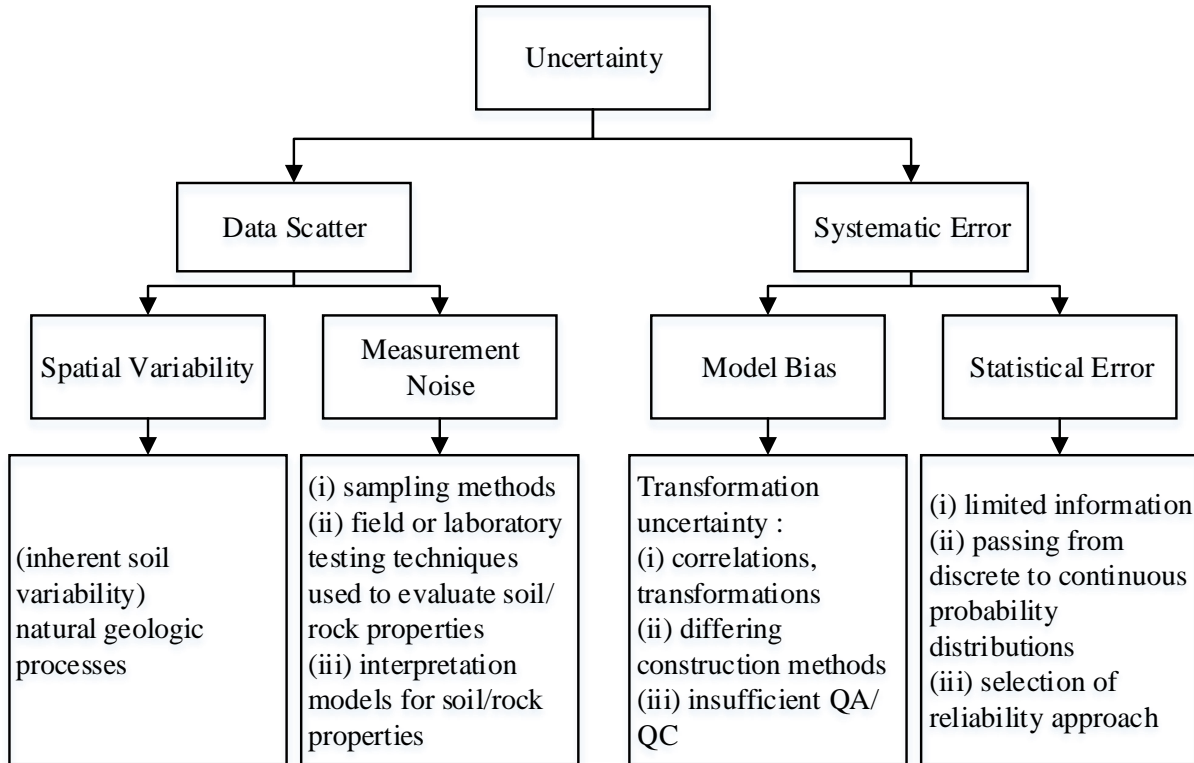 Uncertainty
Data Scatter
Systematic Error
Spatial Variability
Measurement
Noise
Model Bias
Statistical Error
(inherent soil
variability)
natural geologic
processes
(i) sampling methods
(ii) field or laboratory
testing techniques
used to evaluate soil/
rock properties
(iii) interpretation
models for soil/rock
properties
Transformation
uncertainty :
(i) correlations,
transformations
(ii) differing
construction methods
(iii) insufficient QA/
QC
(i) limited information
(ii) passing from
discrete to continuous
probability
distributions
(iii) selection of
reliability approach